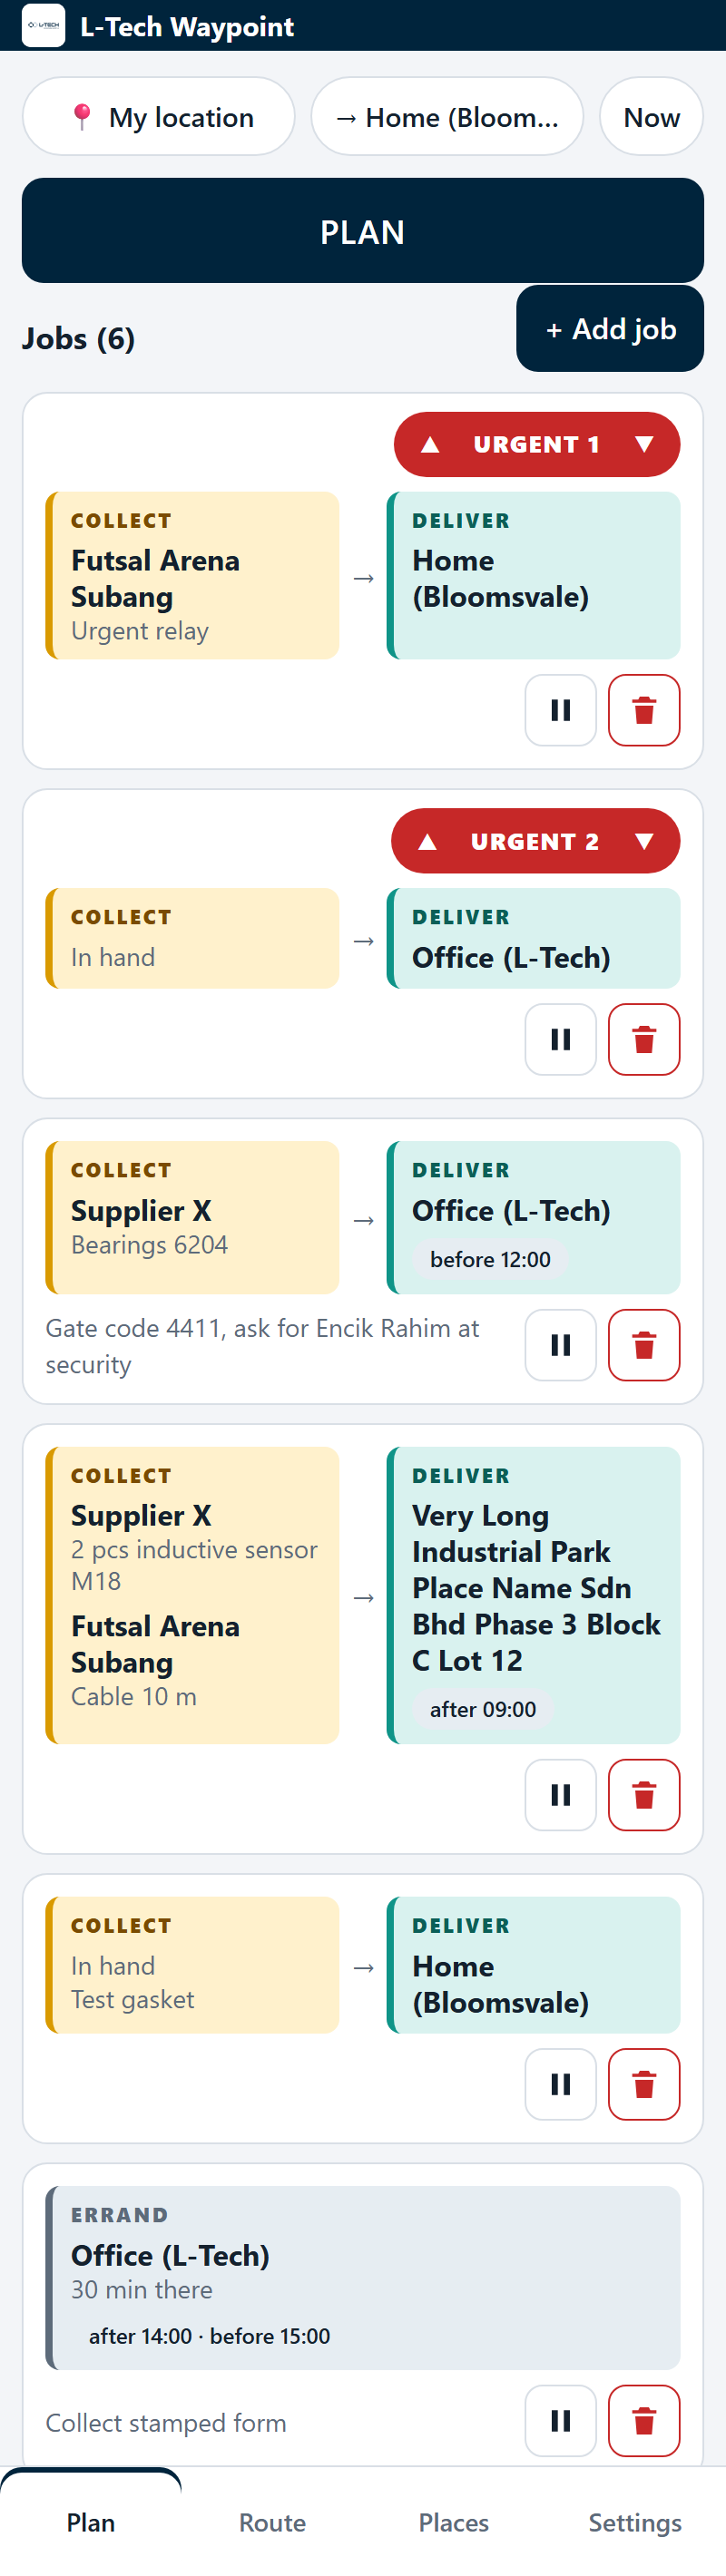 L-TECH
L-Tech Waypoint
My location
→ Home (Bloom...
Now
PLAN
Jobs (6)
+ Add job
▲ URGENT 1 ▼
COLLECT
Futsal Arena
Subang
Urgent relay
→
DELIVER
Home
(Bloomsvale)
▲ URGENT 2 ▼
COLLECT
In hand
→
DELIVER
Office (L-Tech)
COLLECT
Supplier X
Bearings 6204
→
DELIVER
Office (L-Tech)
before 12:00
Gate code 4411, ask for Encik Rahim at
security
COLLECT
Supplier X
2 pcs inductive sensor
M18
Futsal Arena
Subang
Cable 10 m
→
DELIVER
Very Long
Industrial Park
Place Name Sdn
Bhd Phase 3 Block
C Lot 12
after 09:00
COLLECT
In hand
Test gasket
→
DELIVER
Home
(Bloomsvale)
ERRAND
Office (L-Tech)
30 min there
after 14:00 · before 15:00
Collect stamped form
Plan
Route
Places
Settings